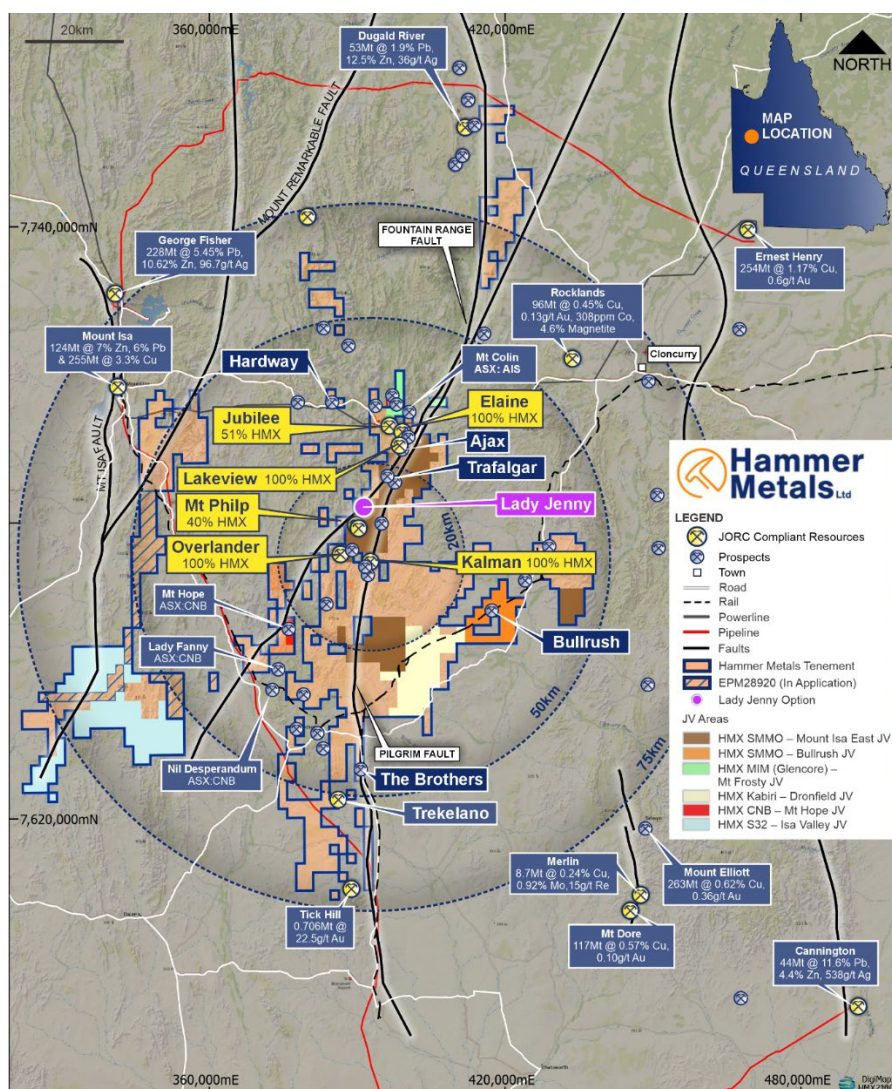 20km
360,000mE
420,000mE
Dugald River
53Mt @ 1.9% Pb,
12.5% Zn, 36g/t Ag
NORTH
MAP
LOCATION
QUEENSLAND
MOUNT REMARKABLE FAULT
7,740,000mN
FOUNTAIN RANGE
FAULT
George Fisher
228Mt @ 5.45% Pb,
10.62% Zn, 96.7g/t Ag
Ernest Henry
254Mt @ 1.17% Cu,
0.6g/t Au
Rocklands
96Mt @ 0.45% Cu,
0.13g/t Au, 308ppm Co,
4.6% Magnetite
Mount Isa
124Mt @ 7% Zn, 6% Pb
& 255Mt @ 3.3% Cu
Cloncurry
Hardway
Mt Colin
ASX: AIS
Jubilee
51% HMX
Elaine
100% HMX
Ajax
MT ISA FAULT
Lakeview 100% HMX
Trafalgar
Mt Philp
40% HMX
Lady Jenny
20km
Overlander
100% HMX
Kalman 100% HMX
Mt Hope
ASX:CNB
Bullrush
Lady Fanny
ASX:CNB
50km
75km
PILGRIM FAULT
Nil Desperandum
ASX:CNB
The Brothers
7,620,000mN
Trekelano
Selwyn
Merlin
8.7Mt @ 0.24% Cu,
0.92% Mo,15g/t Re
Mount Elliott
263Mt @ 0.62% Cu,
0.36g/t Au
Tick Hill
0.706Mt @
22.5g/t Au
Mt Dore
117Mt @ 0.57% Cu,
0.10g/t Au
Cannington
44Mt @ 11.6% Pb,
4.4% Zn, 538g/t Ag
360,000mE
420,000mE
480,000mE
Hammer
Metals Ltd
LEGEND
JORC Compliant Resources
Prospects
Town
Road
Rail
Powerline
Pipeline
Faults
Hammer Metals Tenement
EPM28920 (In Application)
Lady Jenny Option
JV Areas
HMX SMMO – Mount Isa East JV
HMX SMMO – Bullrush JV
HMX MIM (Glencore) –
Mt Frosty JV
HMX Kabiri – Dronfield JV
HMX CNB – Mt Hope JV
HMX S32 – Isa Valley JV